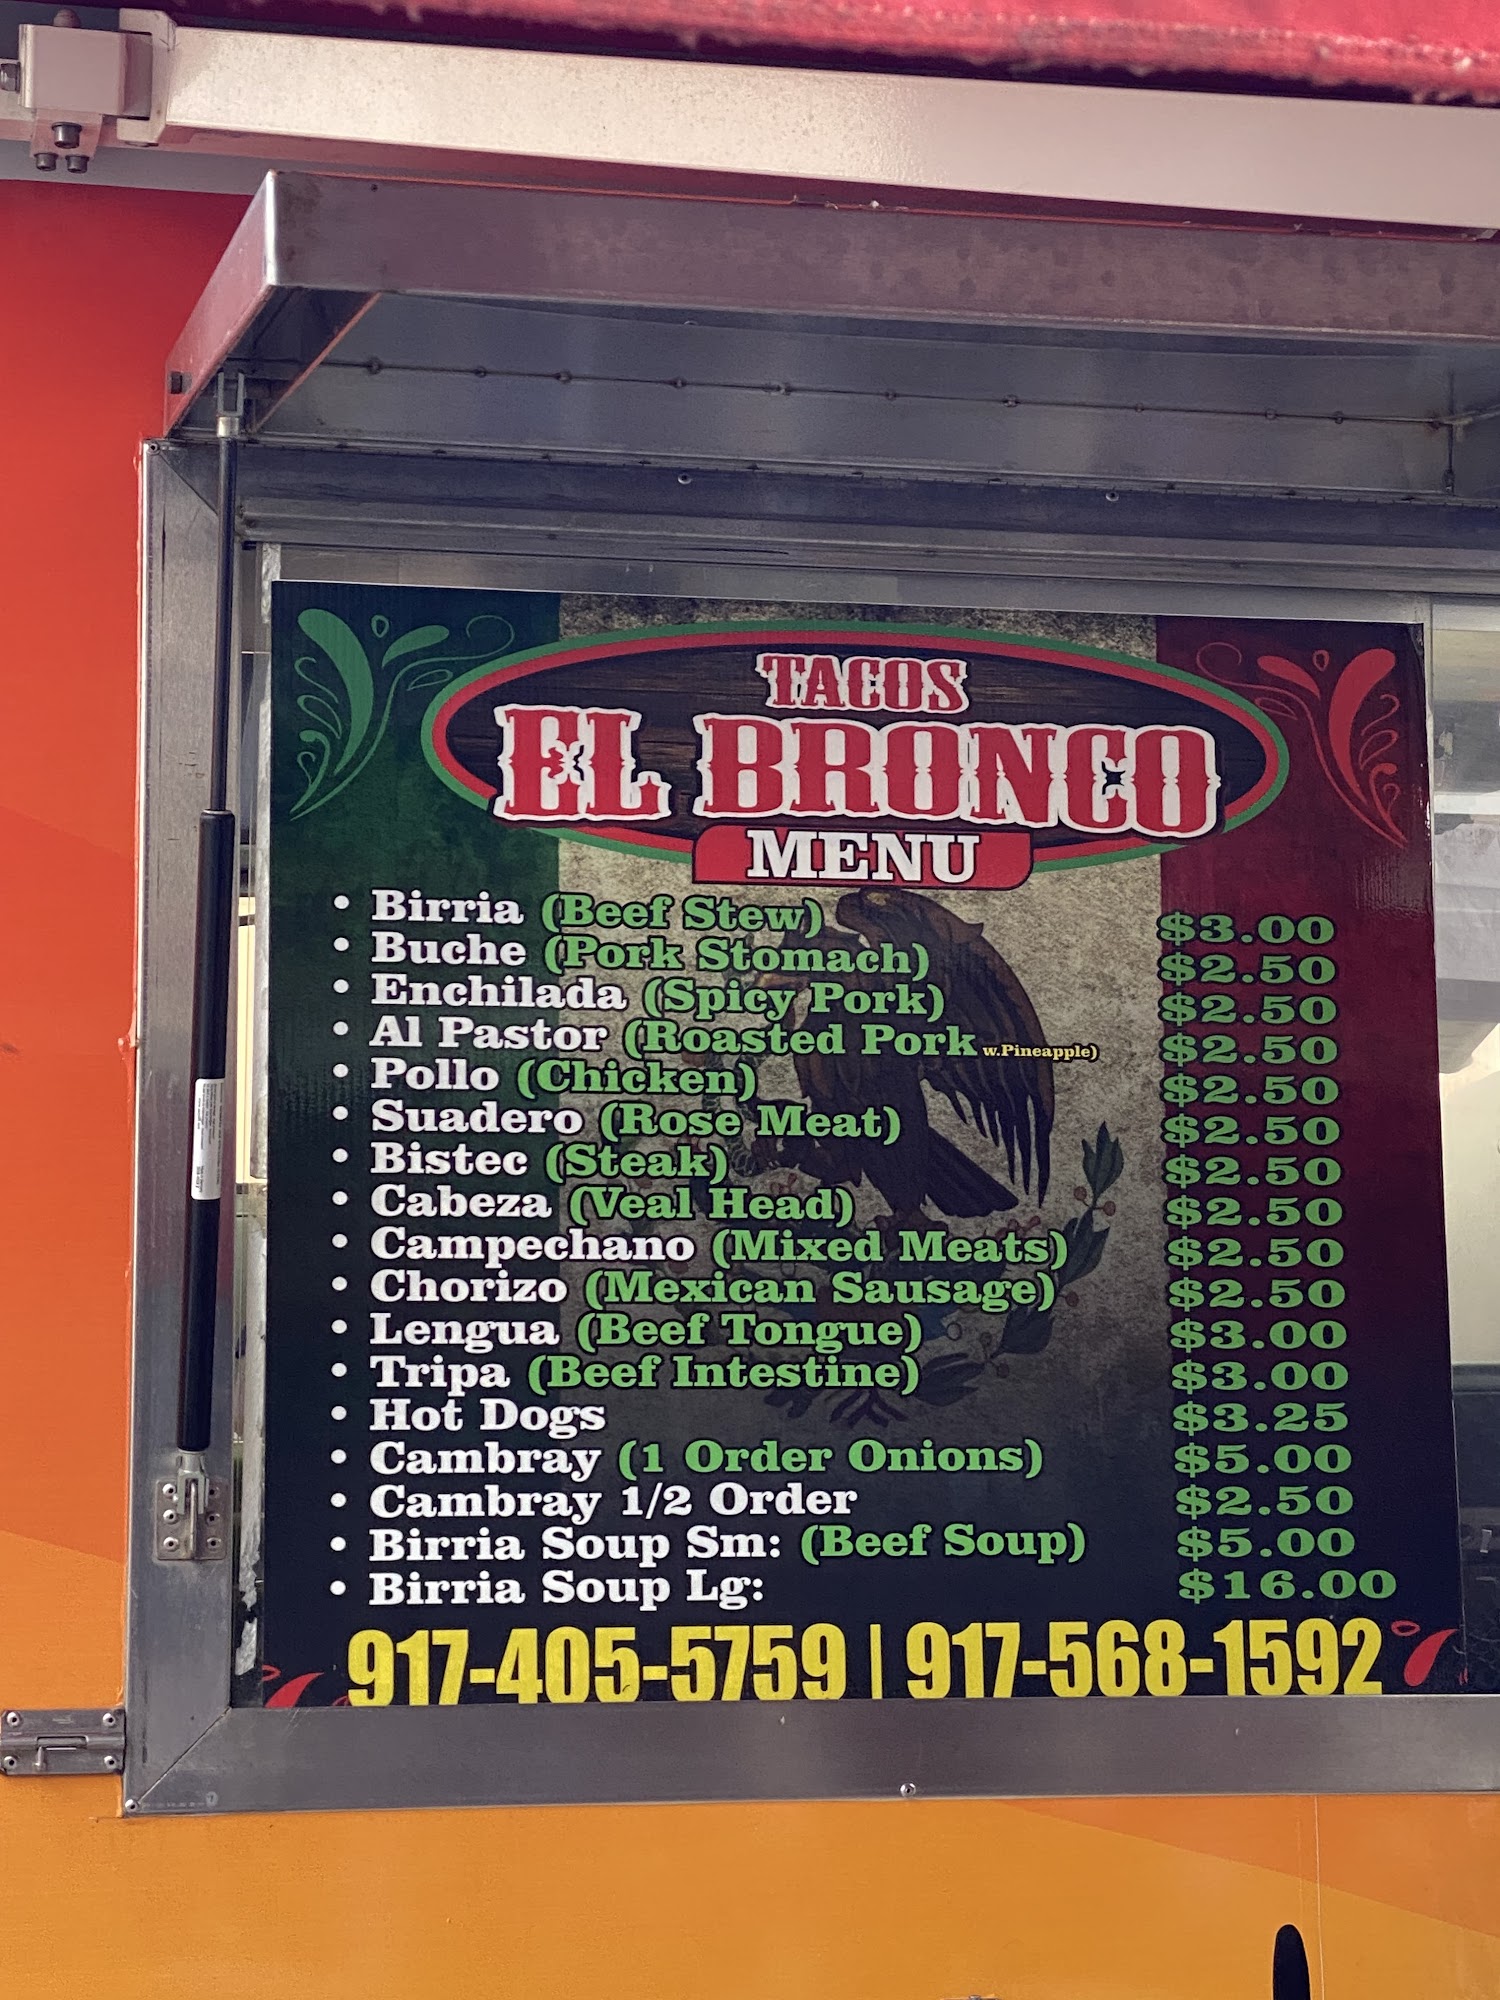 TACOS
EL BRONCO
MENU
• Birria (Beef Stew) $3.00
• Buche (Pork Stomach) $2.50
• Enchilada (Spicy Pork) $2.50
• Al Pastor (Roasted Pork w.Pineapple) $2.50
• Pollo (Chicken) $2.50
• Suadero (Rose Meat) $2.50
• Bistec (Steak) $2.50
• Cabeza (Veal Head) $2.50
• Campechano (Mixed Meats) $2.50
• Chorizo (Mexican Sausage) $2.50
• Lengua (Beef Tongue) $3.00
• Tripa (Beef Intestine) $3.00
• Hot Dogs $3.25
• Cambray (1 Order Onions) $5.00
• Cambray 1/2 Order $2.50
• Birria Soup Sm: (Beef Soup) $5.00
• Birria Soup Lg: $16.00
917-405-5759 | 917-568-1592